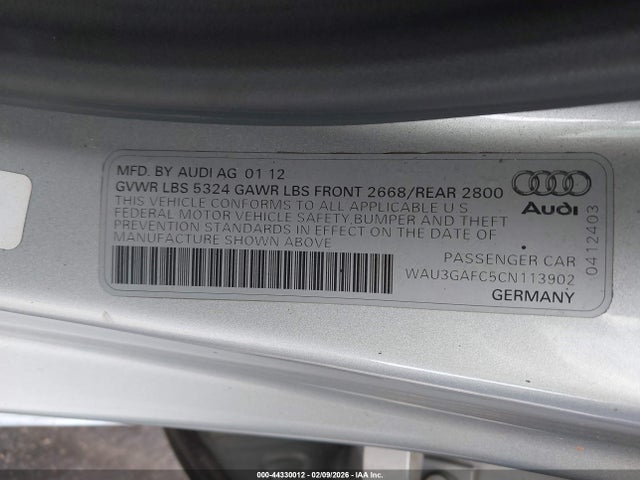 MFD. BY AUDI AG 01 12
GVWR LBS 5324 GAWR LBS FRONT 2668/REAR 2800
THIS VEHICLE CONFORMS TO ALL APPLICABLE U.S.
FEDERAL MOTOR VEHICLE SAFETY,BUMPER AND THEFT
PREVENTION STANDARDS IN EFFECT ON THE DATE OF
MANUFACTURE SHOWN ABOVE
Audi
0412403
PASSENGER CAR
WAU3GAFC5CN113902
GERMANY
000-44330012 - 02/09/2026 - IAAI.COM